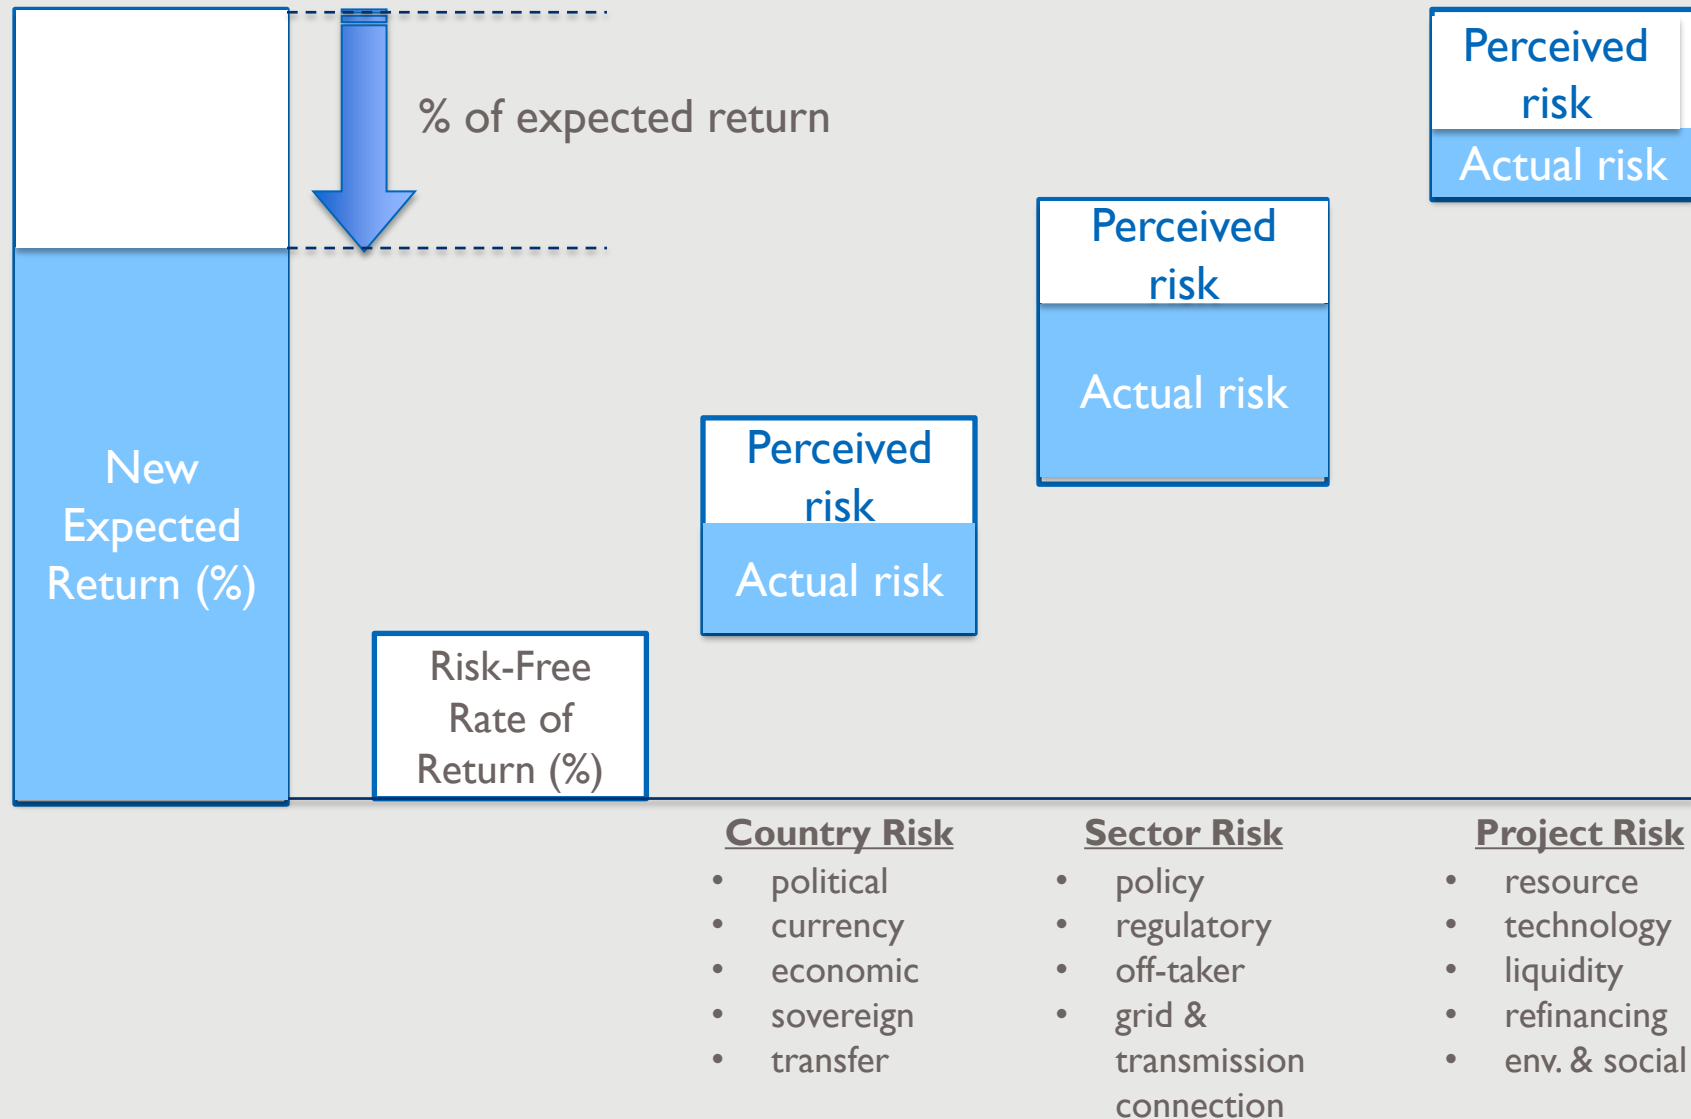 % of expected return
New
Expected
Return (%)
Risk-Free
Rate of
Return (%)
Perceived
risk
Actual risk
Perceived
risk
Actual risk
Perceived
risk
Actual risk
Country Risk
• political
• currency
• economic
• sovereign
• transfer
Sector Risk
• policy
• regulatory
• off-taker
• grid &
transmission
connection
Project Risk
• resource
• technology
• liquidity
• refinancing
• env. & social